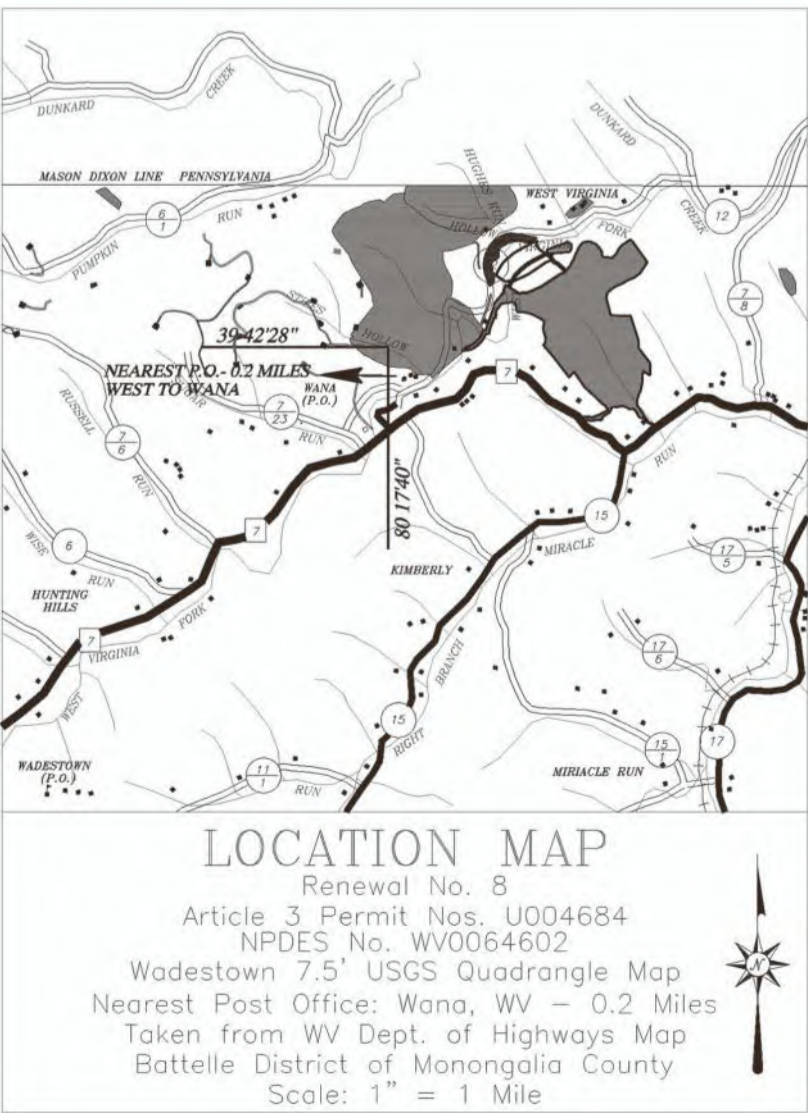 DUNKARD
CREEK
DUNKARD
MASON DIXON LINE PENNSYLVANIA
HUGHES RUN
WEST VIRGINIA
6
1
RUN
HOLLOW
FORK
CREEK
12
PUMPKIN
7
8
HOLLOW
39 42'28"
NEAREST P.O.- 0.2 MILES
WEST TO WANA
WANA
(P.O.)
7
RUSSELL
7
23
RUN
7
6
RUN
RUN
80 17'40"
15
MIRACLE
WISE
6
RUN
7
KIMBERLY
17
5
HUNTING
HILLS
FORK
7
VIRGINIA
WEST
BRANCH
17
6
15
RIGHT
15
1
17
WADESTOWN
(P.O.)
11
1
RUN
MIRIACLE RUN
LOCATION MAP
Renewal No. 8
Article 3 Permit Nos. U004684
NPDES No. WV0064602
Wadestown 7.5' USGS Quadrangle Map
Nearest Post Office: Wana, WV – 0.2 Miles
Taken from WV Dept. of Highways Map
Battelle District of Monongalia County
Scale: 1" = 1 Mile
N